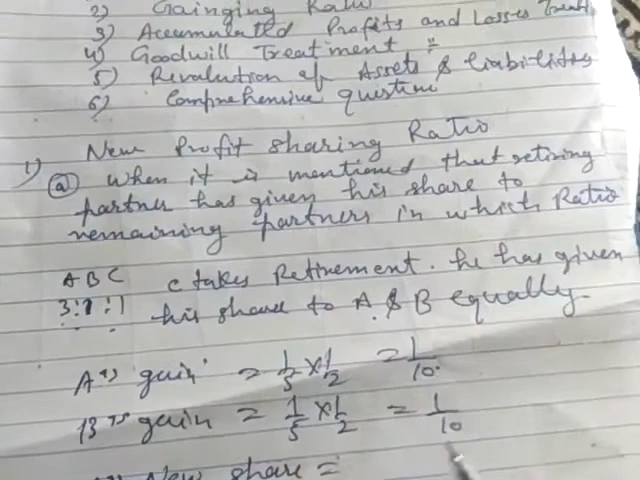 2) Gainging Ratio
3) Accumulated Profits and Losses Treat
4) Goodwill Treatment
5) Revalution of Assets & liabilities
6) Comprehensive question
1) New Profit sharing Ratio
(a) When it is mentioned that retiring
partner has given his share to
remaining partners in which Ratio
A B C C takes Retirement. he has given
3:1:1 his share to A & B equally.
A's gain = 1/5 × 1/2 = 1/10
B's gain = 1/5 × 1/2 = 1/10
New share =